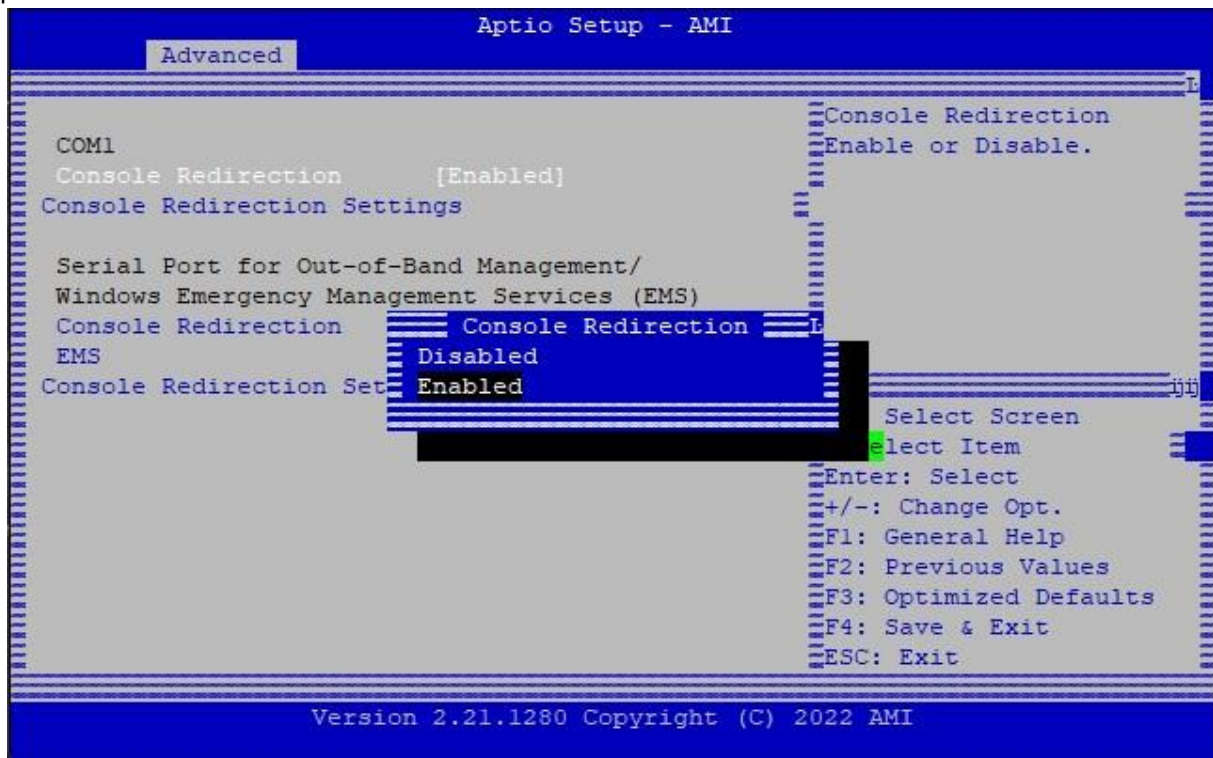 Aptio Setup - AMI
Advanced
COM1
Console Redirection [Enabled]
Console Redirection Settings
Serial Port for Out-of-Band Management/
Windows Emergency Management Services (EMS)
Console Redirection
EMS
Console Redirection Set
Console Redirection
Disabled
Enabled
Console Redirection
Enable or Disable.
Select Screen
elect Item
Enter: Select
+/-: Change Opt.
F1: General Help
F2: Previous Values
F3: Optimized Defaults
F4: Save & Exit
ESC: Exit
Version 2.21.1280 Copyright (C) 2022 AMI